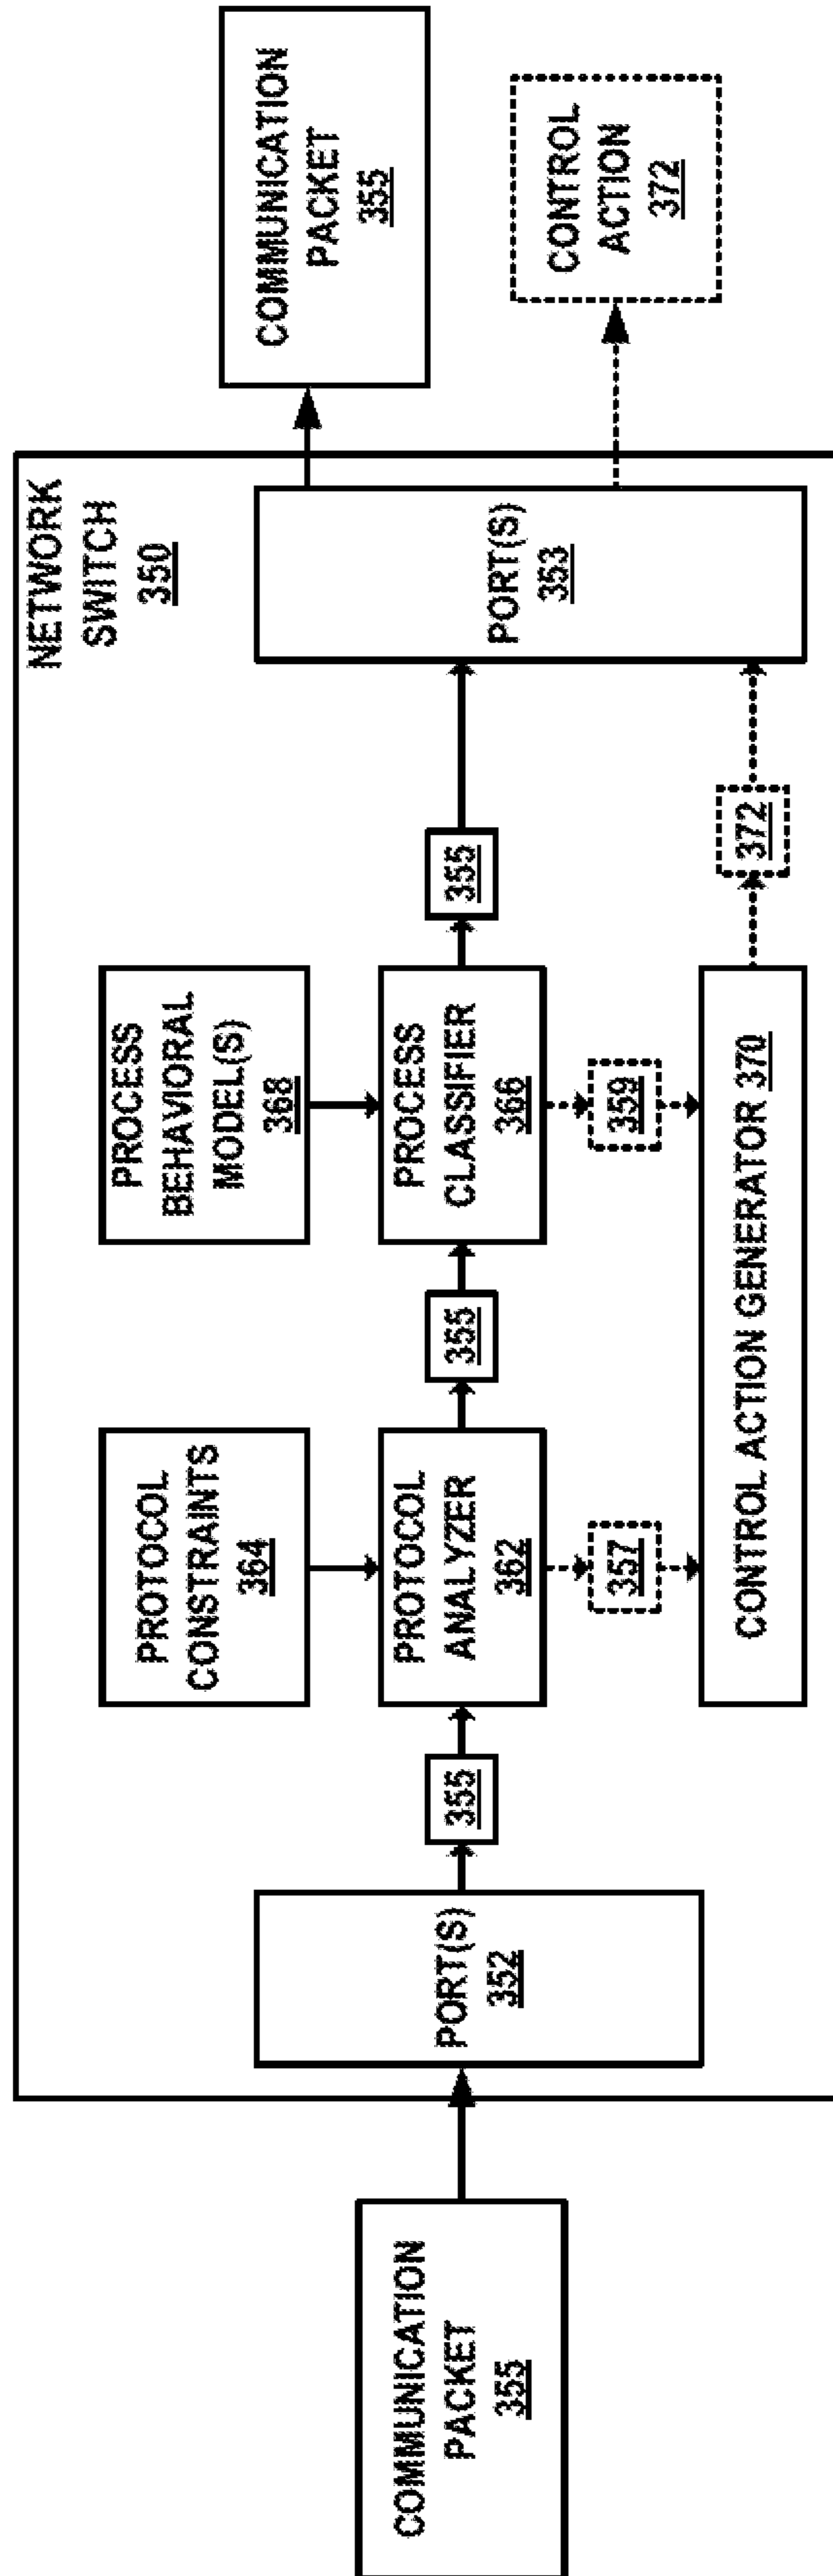 NETWORK
SWITCH
350
COMMUNICATION
PACKET
355
PORT(S)
352
355
PROTOCOL
CONSTRAINTS
364
PROTOCOL
ANALYZER
362
357
355
PROCESS
BEHAVIORAL
MODEL(S)
368
PROCESS
CLASSIFIER
366
359
CONTROL ACTION GENERATOR 370
355
372
PORT(S)
353
COMMUNICATION
PACKET
355
CONTROL
ACTION
372